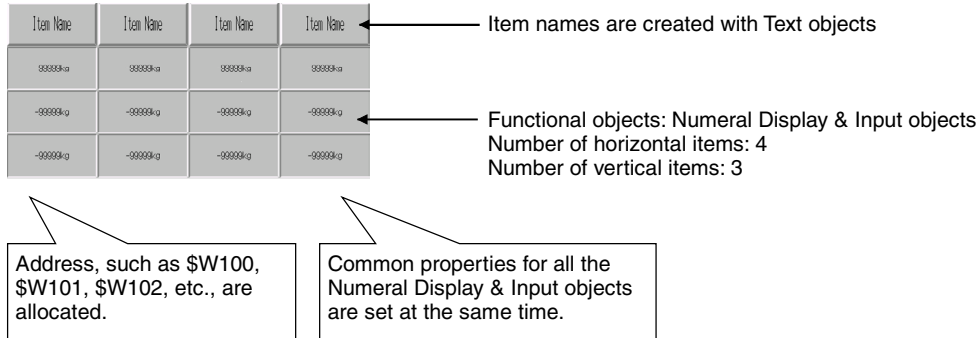 Item Name Item Name Item Name Item Name
Item names are created with Text objects
99999kg 99999kg 99999kg 99999kg
-99999kg -99999kg -99999kg -99999kg
Functional objects: Numeral Display & Input objects
Number of horizontal items: 4
Number of vertical items: 3
-99999kg -99999kg -99999kg -99999kg
Address, such as $W100,
$W101, $W102, etc., are
allocated.
Common properties for all the
Numeral Display & Input objects
are set at the same time.